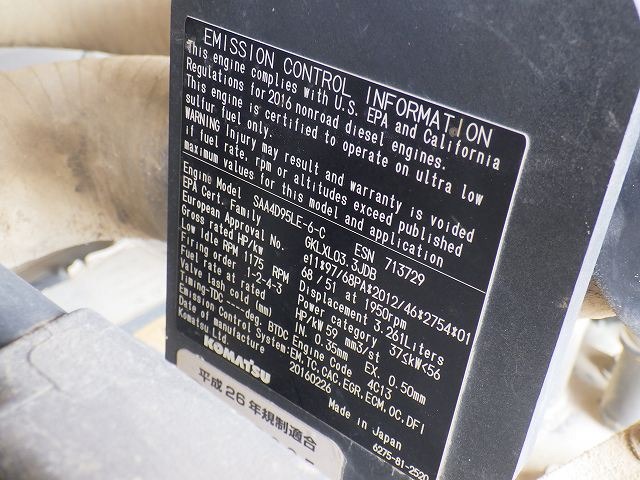 EMISSION CONTROL INFORMATION
This engine complies with U.S. EPA and California
Regulations for 2016 nonroad diesel engines.
This engine is certified to operate on ultra low
sulfur fuel only.
WARNING Injury may result and warranty is voided
if fuel rate, rpm or altitudes exceed published
maximum values for this model and application
Engine Model SAA4D95LE-6-C ESN 713729
EPA Cert. Family GKLXL03.3JDB
European Approval No. e11*97/68PA*2012/46*2754*01
Gross rated HP/kw 68/51 at 1950rpm
Low Idle RPM 1175 RPM Displacement 3.261Liters
Firing order 1-2-4-3 Power category 37≤kW<56
Fuel rate at rated HP/kW 59 mm3/st
Valve lash cold (mm) IN. 0.35mm EX. 0.50mm
Timing-TDC -.-deg. BTDC Engine Code 4C13
Emission Control System:EM,TC,CAC,EGR,ECM,OC,DFI
Date of manufacture 20160226
Komatsu Ltd. Made in Japan
KOMATSU 6275-81-2520
平成26年規制適合